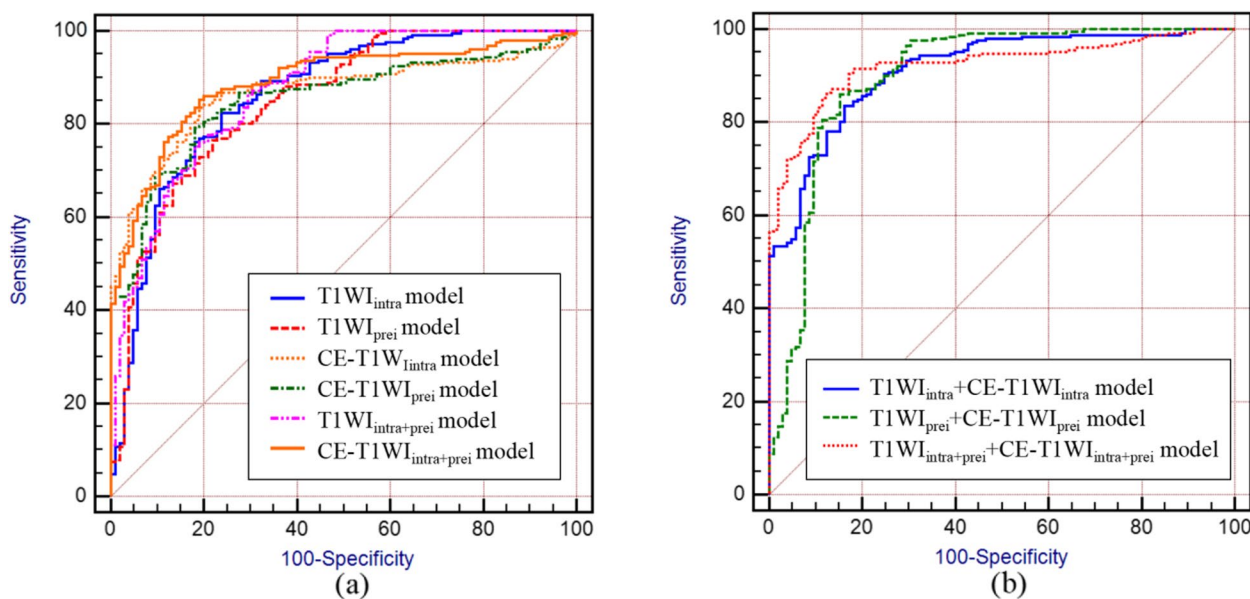 100
80
60
40
20
0
Sensitivity
T1WIintra model
T1WIprei model
CE-T1WIintra model
CE-T1WIprei model
T1WIintra+prei model
CE-T1WIintra+prei model
0 20 40 60 80 100
100-Specificity
(a)
100
80
60
40
20
0
Sensitivity
T1WIintra+CE-T1WIintra model
T1WIprei+CE-T1WIprei model
T1WIintra+prei+CE-T1WIintra+prei model
0 20 40 60 80 100
100-Specificity
(b)